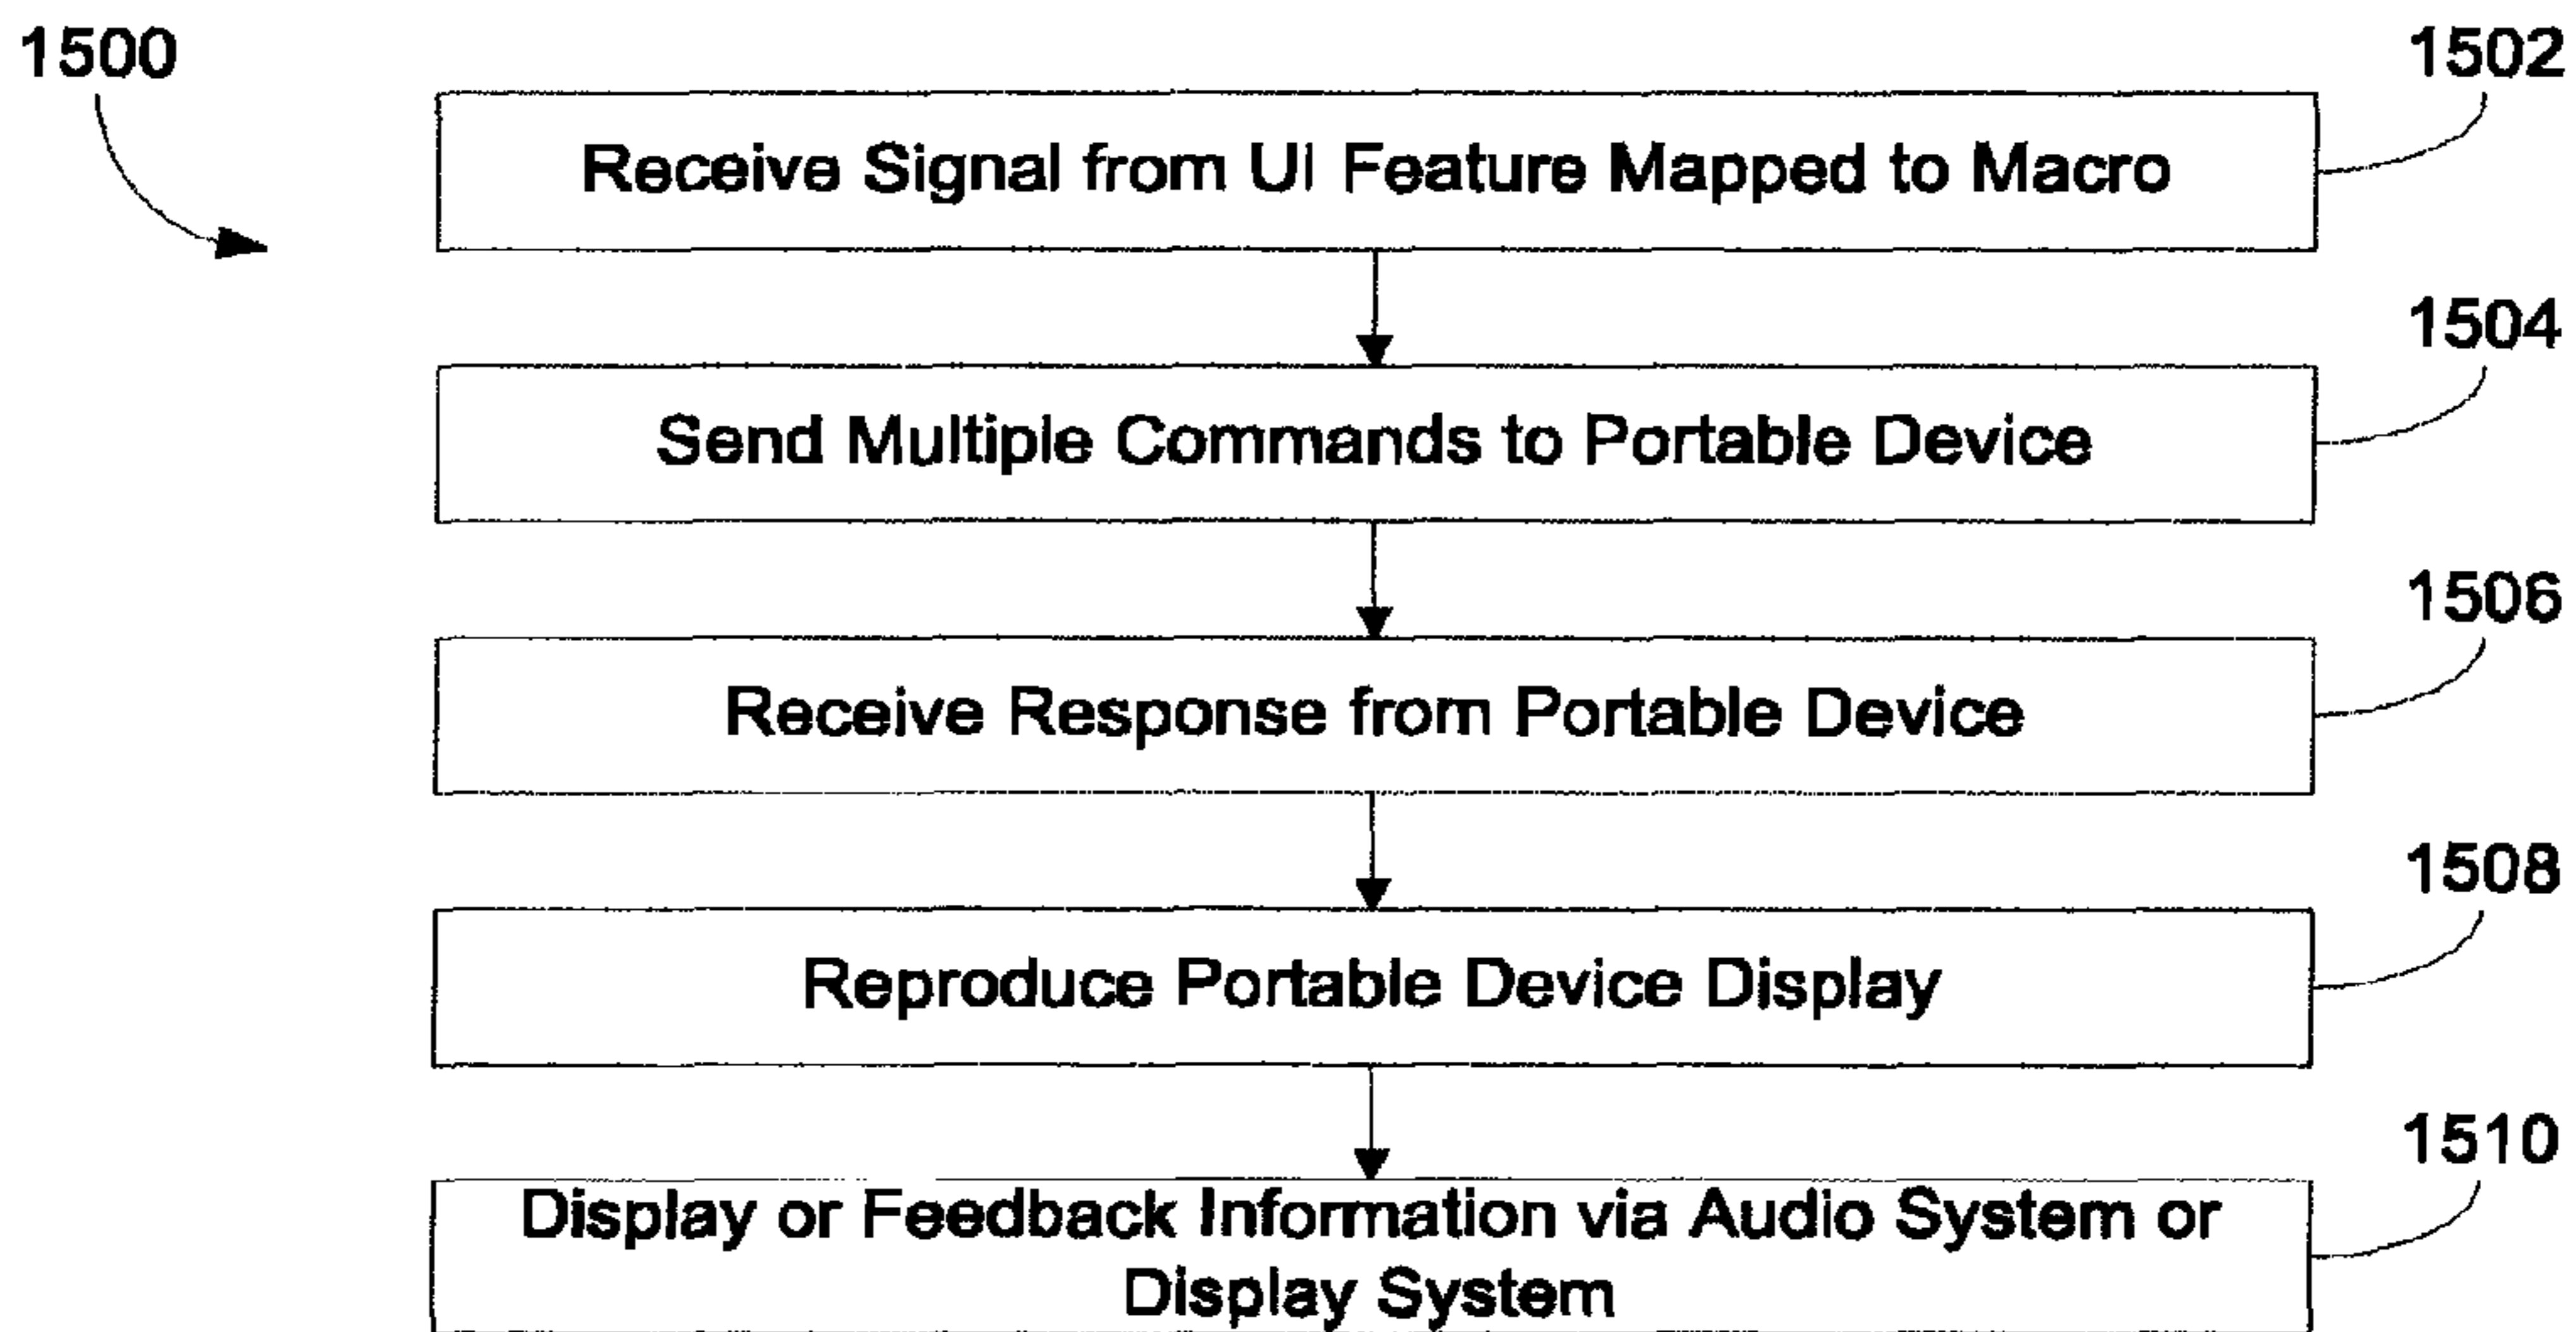 1500
1502
Receive Signal from UI Feature Mapped to Macro
1504
Send Multiple Commands to Portable Device
1506
Receive Response from Portable Device
1508
Reproduce Portable Device Display
1510
Display or Feedback Information via Audio System or
Display System